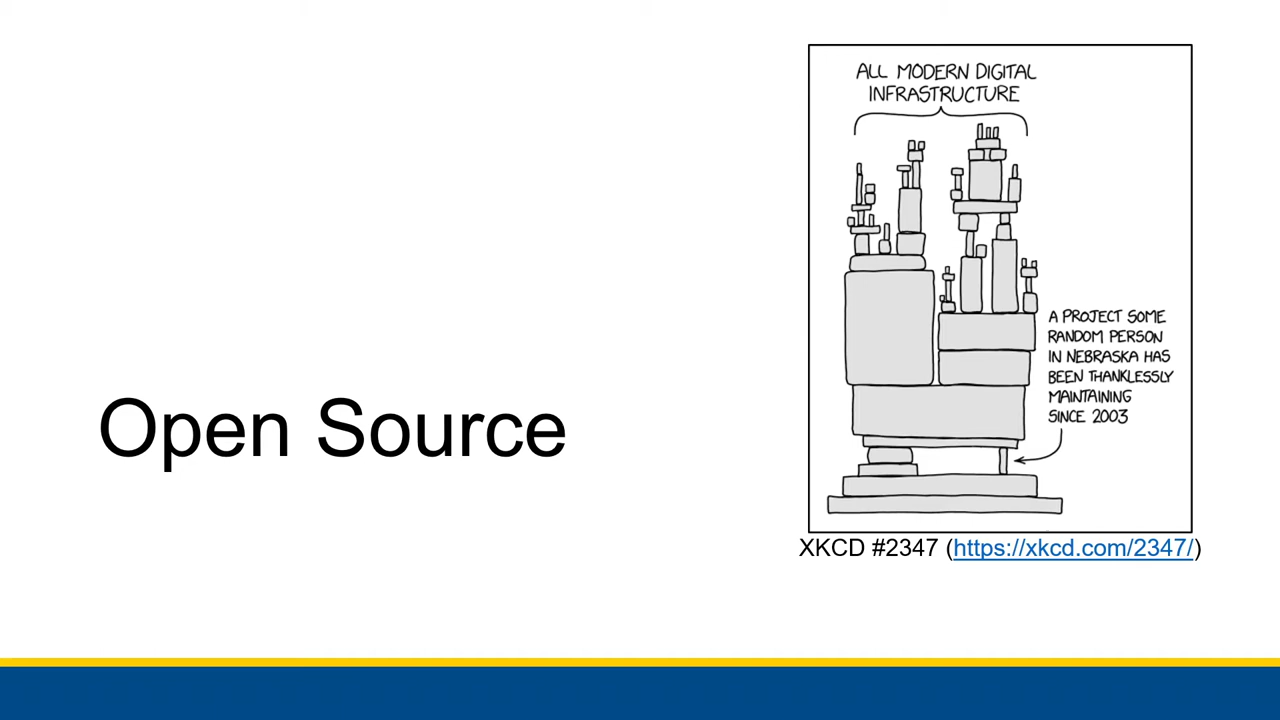 Open Source
ALL MODERN DIGITAL
INFRASTRUCTURE
A PROJECT SOME
RANDOM PERSON
IN NEBRASKA HAS
BEEN THANKLESSLY
MAINTAINING
SINCE 2003
XKCD #2347 (https://xkcd.com/2347/)